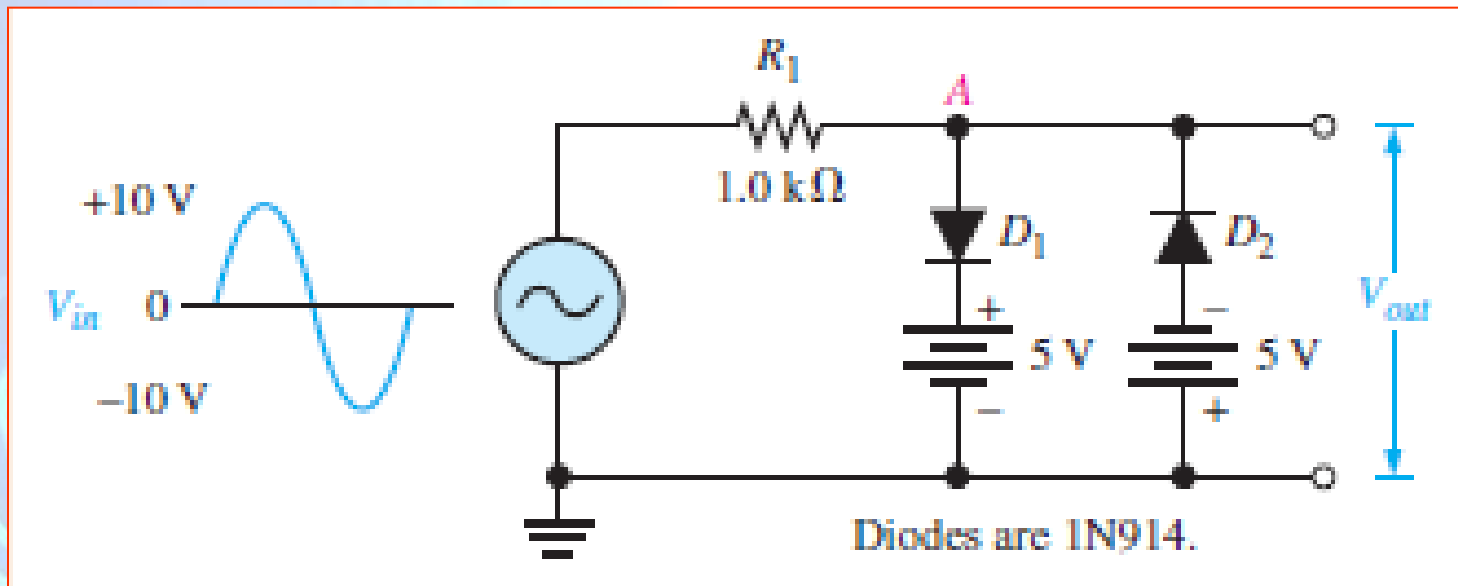 R1
A
1.0 kΩ
+10 V
Vin 0
−10 V
D1
+
5 V
−
D2
−
5 V
+
Vout
Diodes are 1N914.